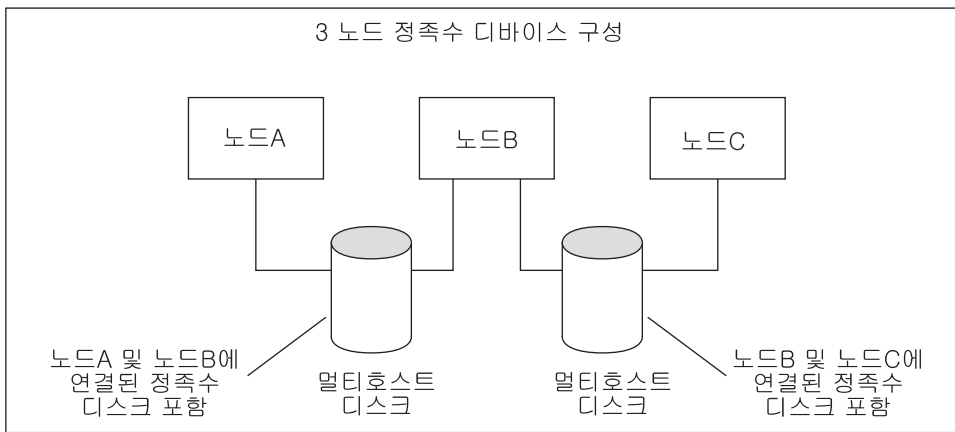 3 노드 정족수 디바이스 구성
노드A
노드B
노드C
노드A 및 노드B에
연결된 정족수
디스크 포함
멀티호스트
디스크
멀티호스트
디스크
노드B 및 노드C에
연결된 정족수
디스크 포함